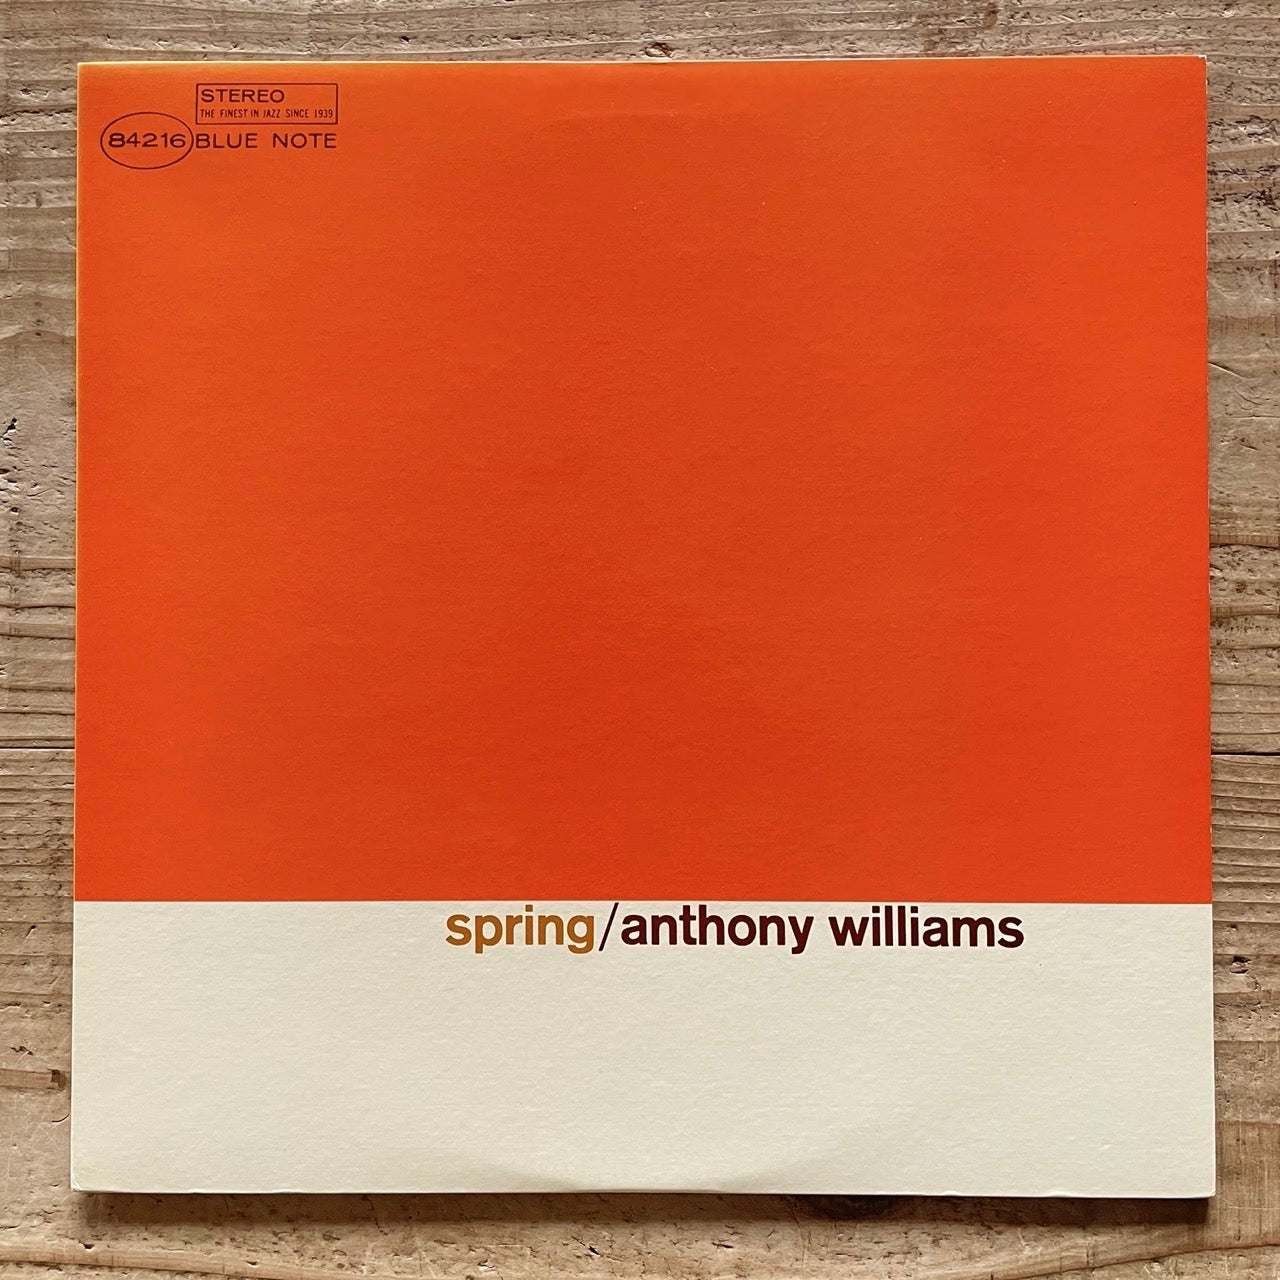 STEREO
THE FINEST IN JAZZ SINCE 1939
84216 BLUE NOTE
spring/anthony williams